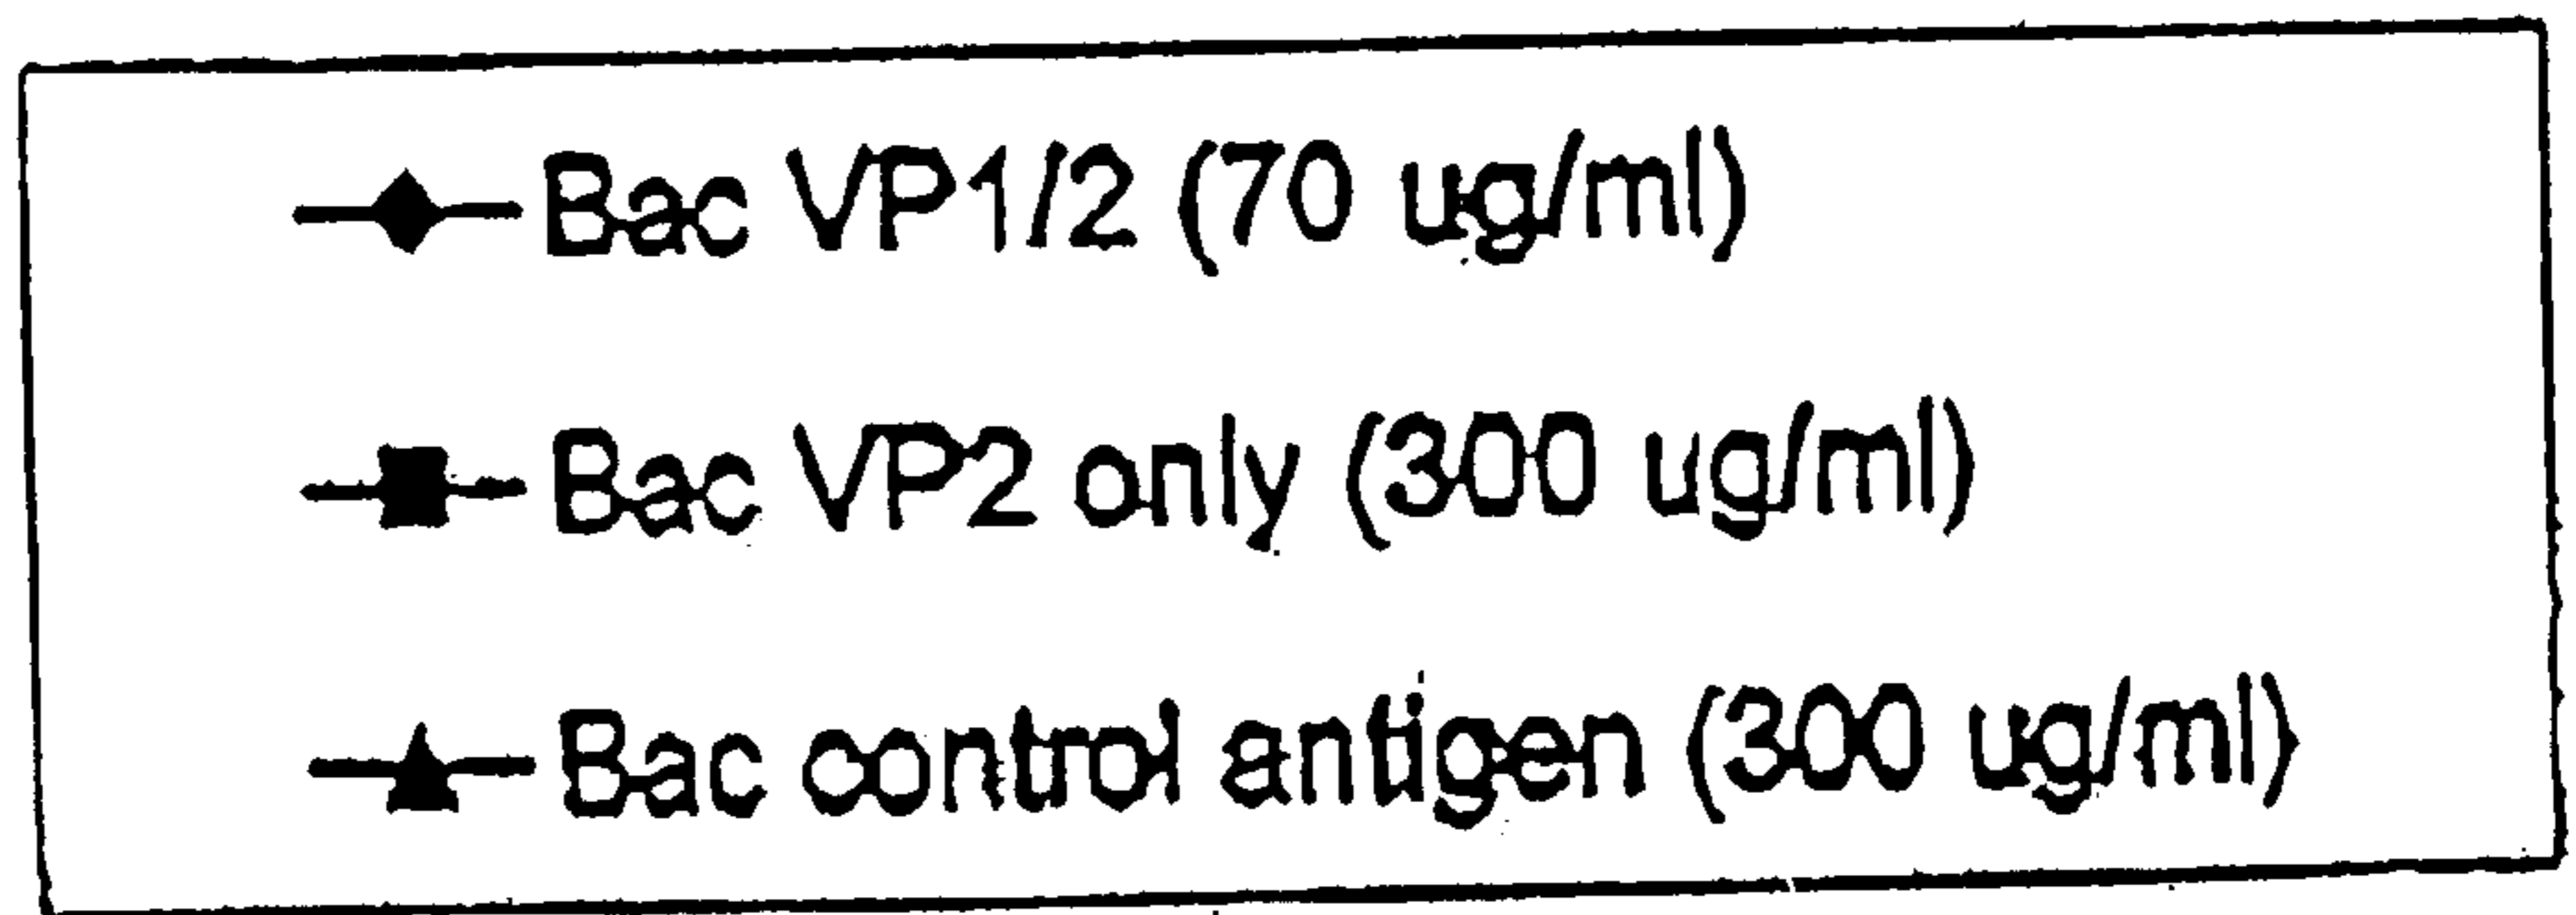 Bac VP1/2 (70 ug/ml)
Bac VP2 only (300 ug/ml)
Bac control antigen (300 ug/ml)